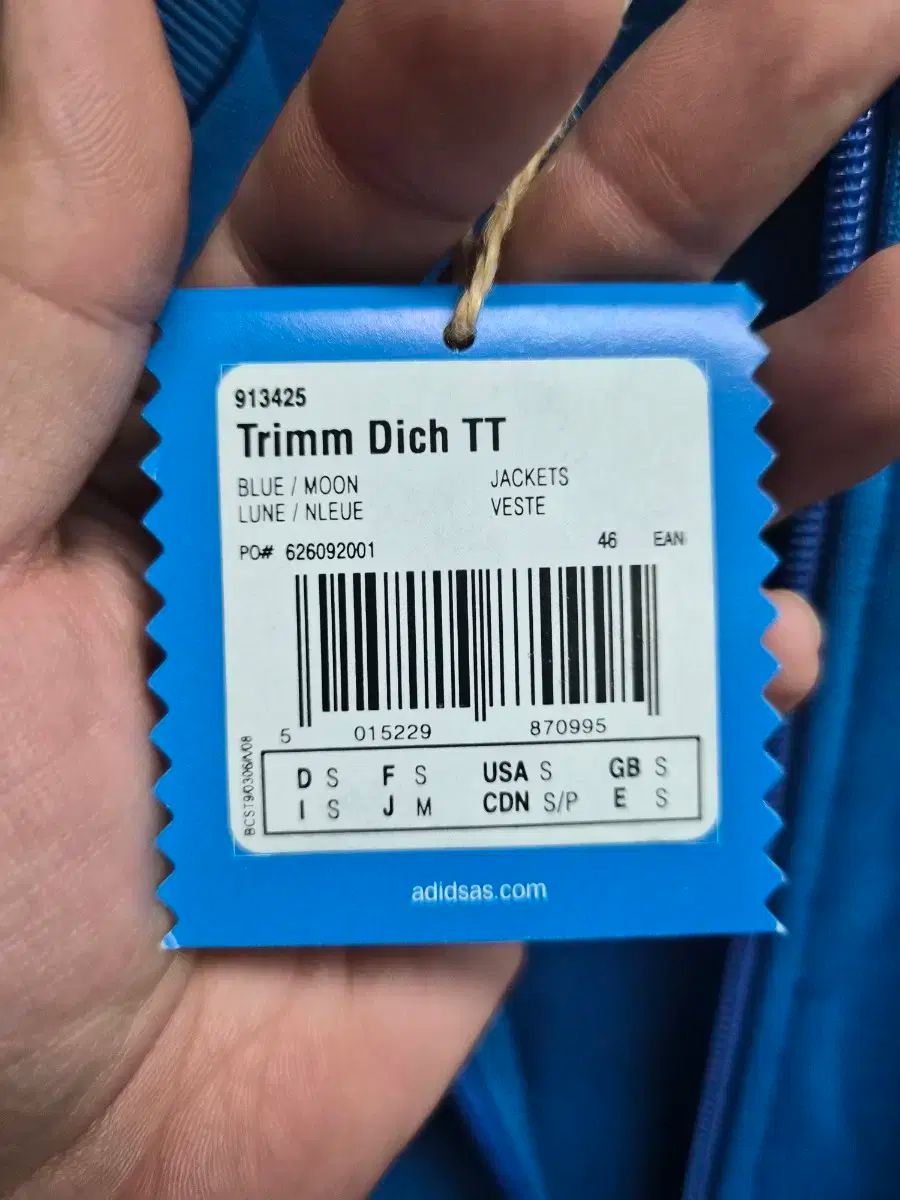 913425
Trimm Dich TT
BLUE / MOON JACKETS
LUNE / NLEUE VESTE
PO# 626092001 46 EAN
5 015229 870995
D S F S USA S GB S
I S J M CDN S/P E S
adidsas.com